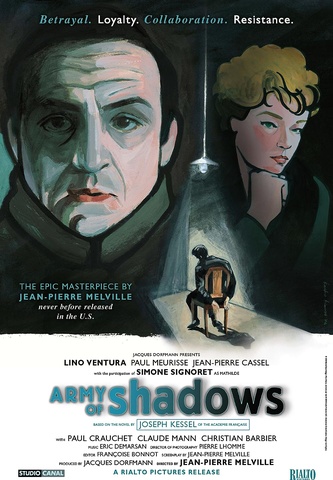 Betrayal. Loyalty. Collaboration. Resistance.
THE EPIC MASTERPIECE BY
JEAN-PIERRE MELVILLE
never before released
in the U.S.
JACQUES DORFMANN PRESENTS
LINO VENTURA PAUL MEURISSE JEAN-PIERRE CASSEL
with the participation of SIMONE SIGNORET AS MATHILDE
ARMY OF shadows
BASED ON THE NOVEL BY JOSEPH KESSEL OF THE ACADEMIE FRANÇAISE
with PAUL CRAUCHET CLAUDE MANN CHRISTIAN BARBIER
MUSIC ERIC DEMARSAN DIRECTOR OF PHOTOGRAPHY PIERRE LHOMME
EDITOR FRANÇOISE BONNOT SCREENPLAY BY JEAN-PIERRE MELVILLE
PRODUCED BY JACQUES DORFMANN DIRECTED BY JEAN-PIERRE MELVILLE
STUDIO CANAL
A RIALTO PICTURES RELEASE
RIALTO